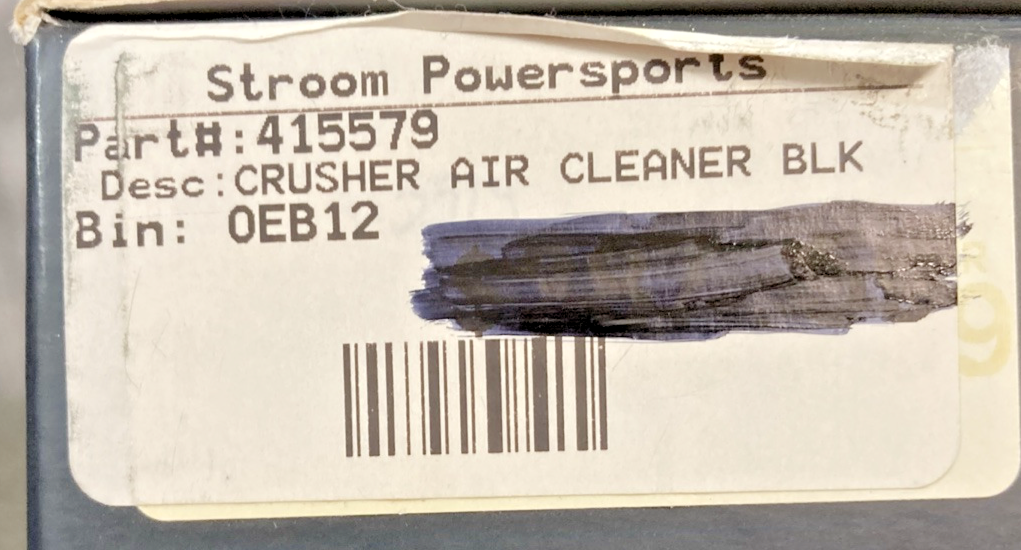 Stroom Powersports
Part#:415579
Desc:CRUSHER AIR CLEANER BLK
Bin: OEB12